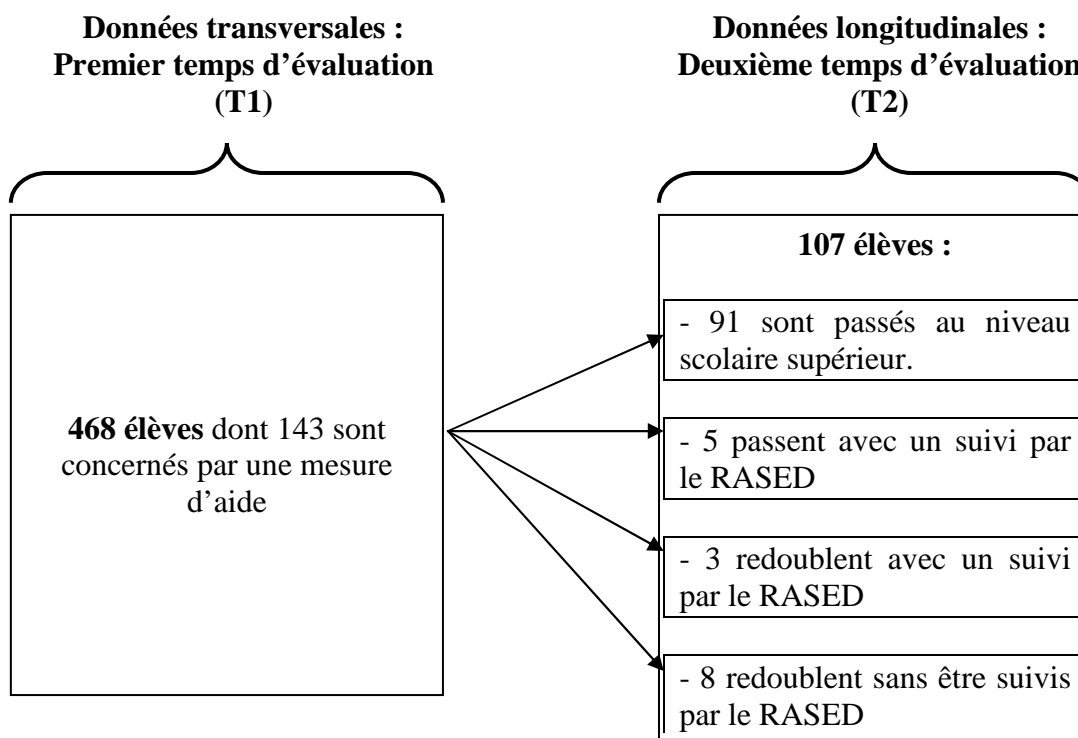 Données transversales :
Premier temps d’évaluation
(T1)
Données longitudinales :
Deuxième temps d’évaluation
(T2)
468 élèves dont 143 sont
concernés par une mesure
d’aide
107 élèves :
- 91 sont passés au niveau
scolaire supérieur.
- 5 passent avec un suivi par
le RASED
- 3 redoublent avec un suivi
par le RASED
- 8 redoublent sans être suivis
par le RASED